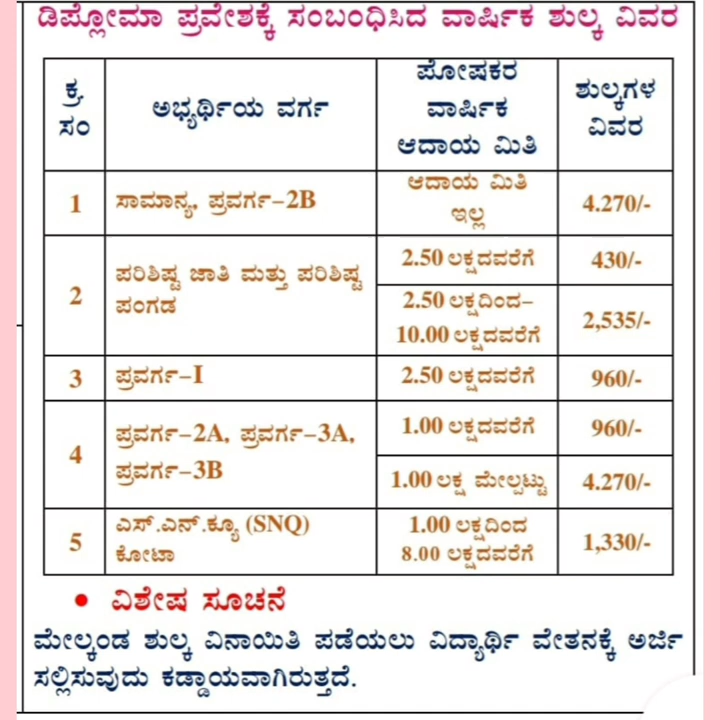 ಡಿಪ್ಲೋಮಾ ಪ್ರವೇಶಕ್ಕೆ ಸಂಬಂಧಿಸಿದ ವಾರ್ಷಿಕ ಶುಲ್ಕ ವಿವರ
ಕ್ರ.
ಸಂ
ಅಭ್ಯರ್ಥಿಯ ವರ್ಗ
ಪೋಷಕರ
ವಾರ್ಷಿಕ
ಆದಾಯ ಮಿತಿ
ಶುಲ್ಕಗಳ
ವಿವರ
1
ಸಾಮಾನ್ಯ, ಪ್ರವರ್ಗ-2B
ಆದಾಯ ಮಿತಿ
ಇಲ್ಲ
4.270/-
2
ಪರಿಶಿಷ್ಟ ಜಾತಿ ಮತ್ತು ಪರಿಶಿಷ್ಟ
ಪಂಗಡ
2.50 ಲಕ್ಷದವರೆಗೆ
430/-
2.50 ಲಕ್ಷದಿಂದ-
10.00 ಲಕ್ಷದವರೆಗೆ
2,535/-
3
ಪ್ರವರ್ಗ-I
2.50 ಲಕ್ಷದವರೆಗೆ
960/-
4
ಪ್ರವರ್ಗ-2A, ಪ್ರವರ್ಗ-3A,
ಪ್ರವರ್ಗ-3B
1.00 ಲಕ್ಷದವರೆಗೆ
960/-
1.00 ಲಕ್ಷ ಮೇಲ್ಪಟ್ಟು
4.270/-
5
ಎಸ್.ಎನ್.ಕ್ಯೂ (SNQ)
ಕೋಟಾ
1.00 ಲಕ್ಷದಿಂದ
8.00 ಲಕ್ಷದವರೆಗೆ
1,330/-
• ವಿಶೇಷ ಸೂಚನೆ
ಮೇಲ್ಕಂಡ ಶುಲ್ಕ ವಿನಾಯಿತಿ ಪಡೆಯಲು ವಿದ್ಯಾರ್ಥಿ ವೇತನಕ್ಕೆ ಅರ್ಜಿ
ಸಲ್ಲಿಸುವುದು ಕಡ್ಡಾಯವಾಗಿರುತ್ತದೆ.